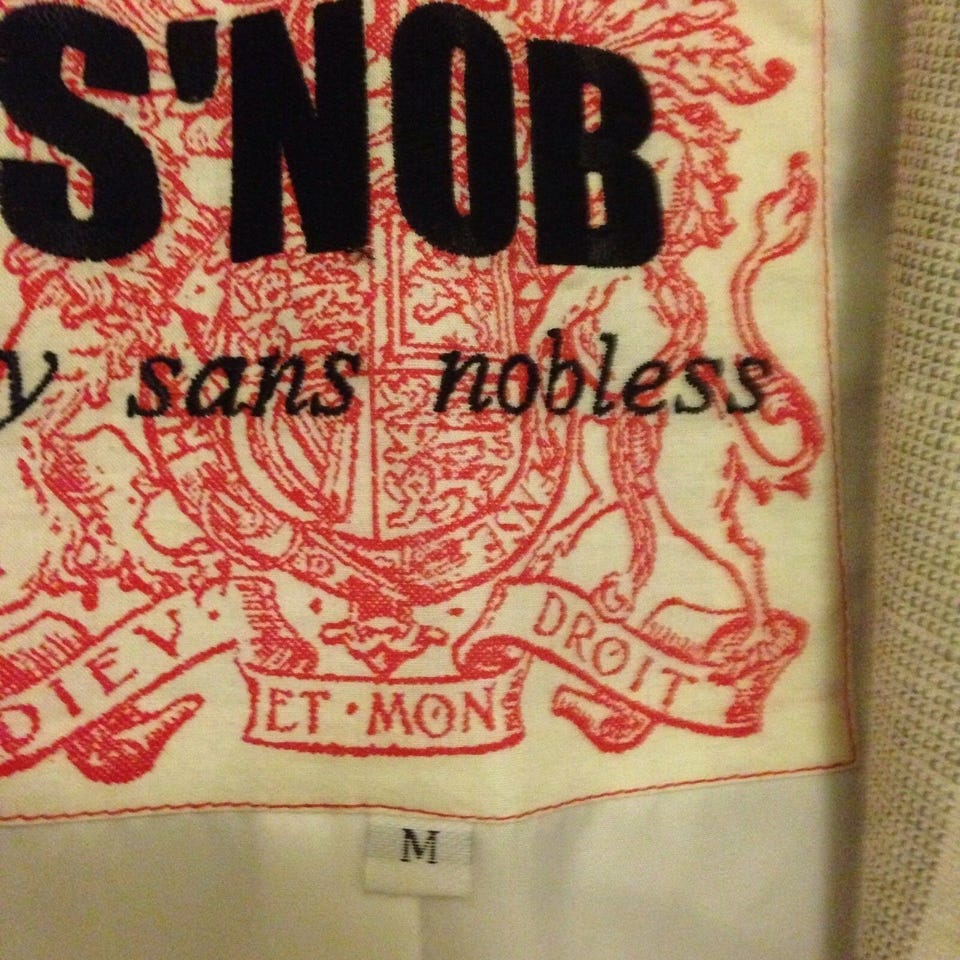 S'NOB
y sans nobless
DIEV · ET · MON DROIT
M